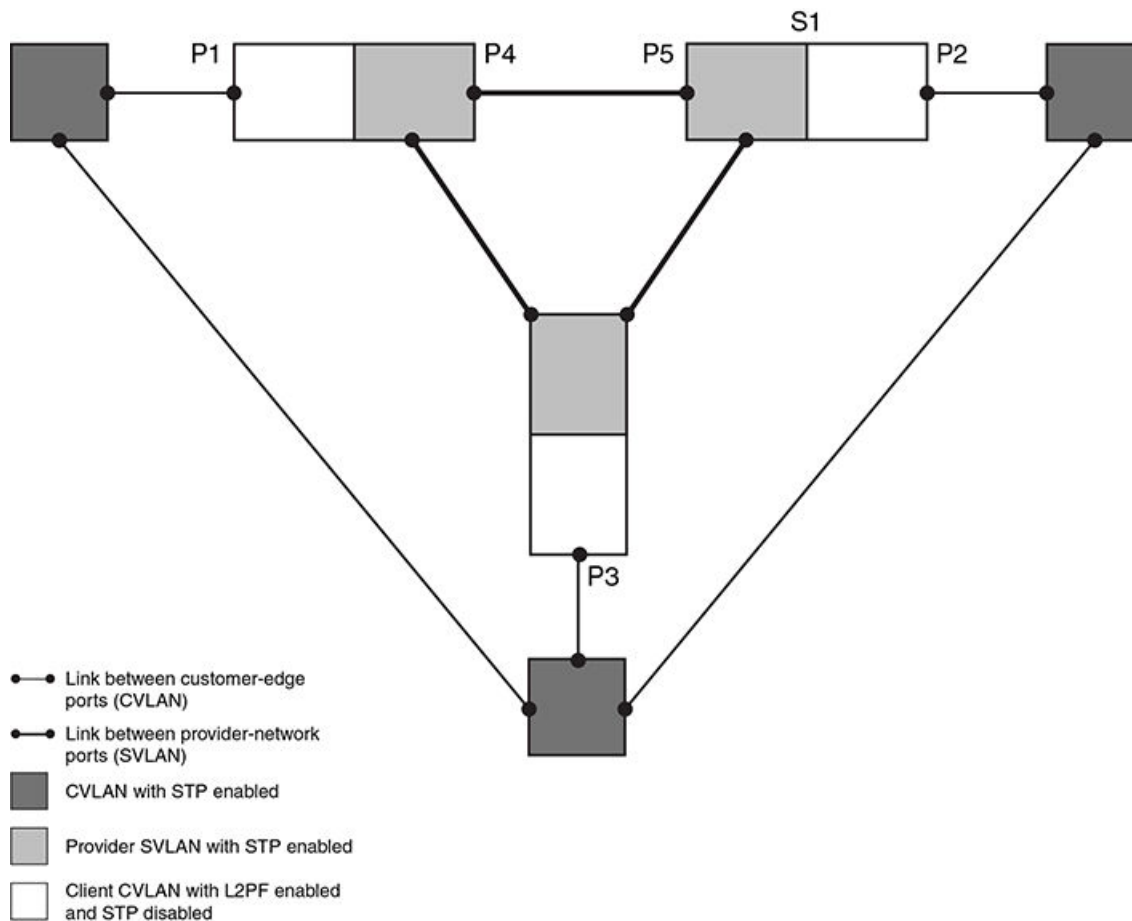 S1
P1
P4
P5
P2
P3
Link between customer-edge
ports (CVLAN)
Link between provider-network
ports (SVLAN)
CVLAN with STP enabled
Provider SVLAN with STP enabled
Client CVLAN with L2PF enabled
and STP disabled